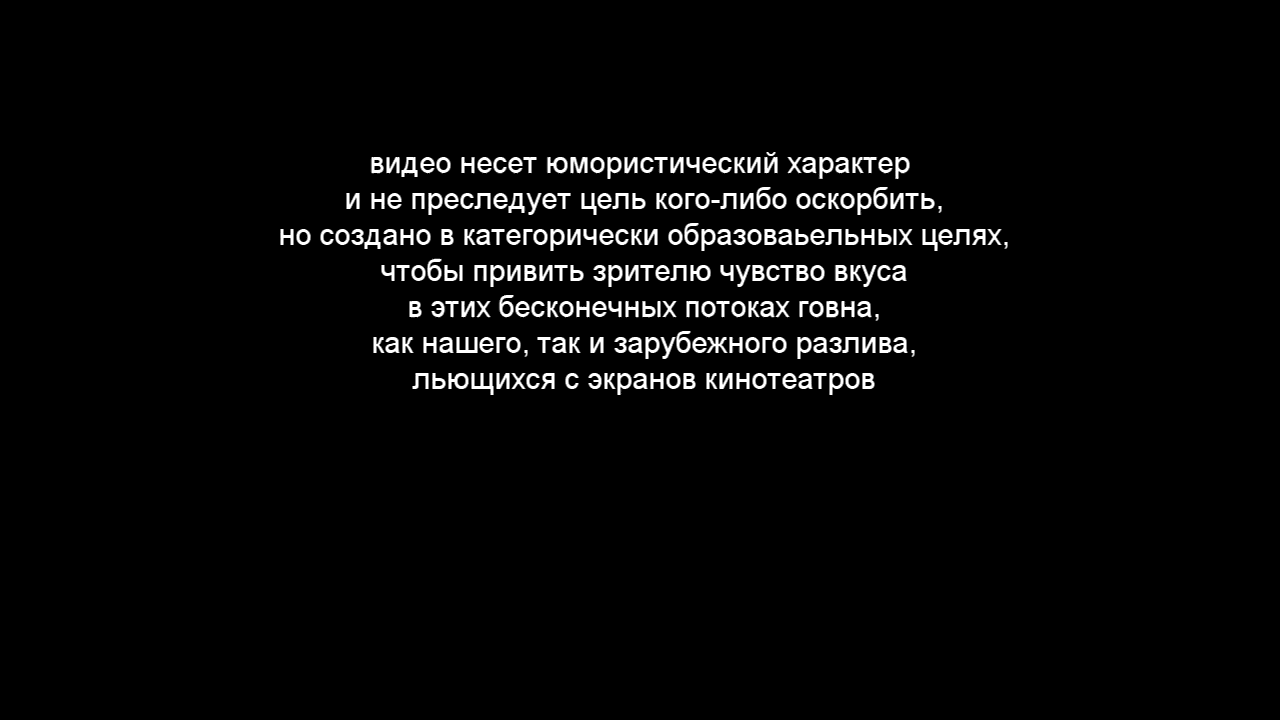 видео несет юмористический характер
и не преследует цель кого-либо оскорбить,
но создано в категорически образоваьельных целях,
чтобы привить зрителю чувство вкуса
в этих бесконечных потоках говна,
как нашего, так и зарубежного разлива,
льющихся с экранов кинотеатров